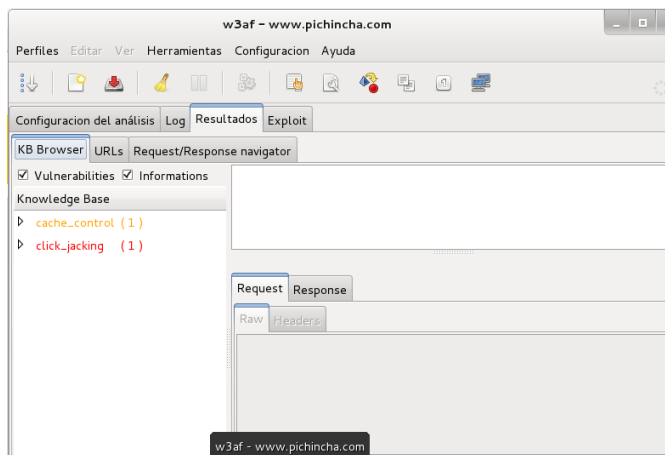 w3af - www.pichincha.com
Perfiles Editar Ver Herramientas Configuracion Ayuda
Configuracion del análisis Log Resultados Exploit
KB Browser URLs Request/Response navigator
Vulnerabilities Informations
Knowledge Base
cache_control ( 1 )
click_jacking ( 1 )
Request Response
Raw Headers
w3af - www.pichincha.com